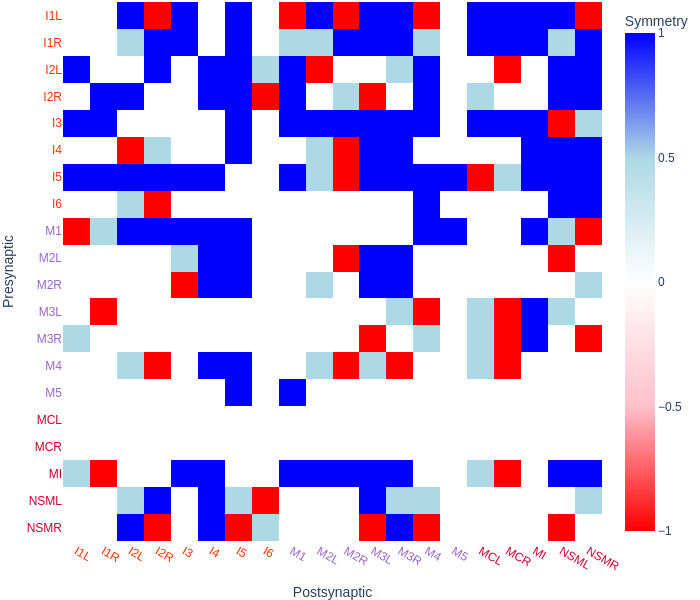 Symmetry
1
0.5
0
−0.5
−1
Presynaptic
I1L
I1R
I2L
I2R
I3
I4
I5
I6
M1
M2L
M2R
M3L
M3R
M4
M5
MCL
MCR
MI
NSML
NSMR
I1L
I1R
I2L
I2R
I3
I4
I5
I6
M1
M2L
M2R
M3L
M3R
M4
M5
MCL
MCR
MI
NSML
NSMR
Postsynaptic